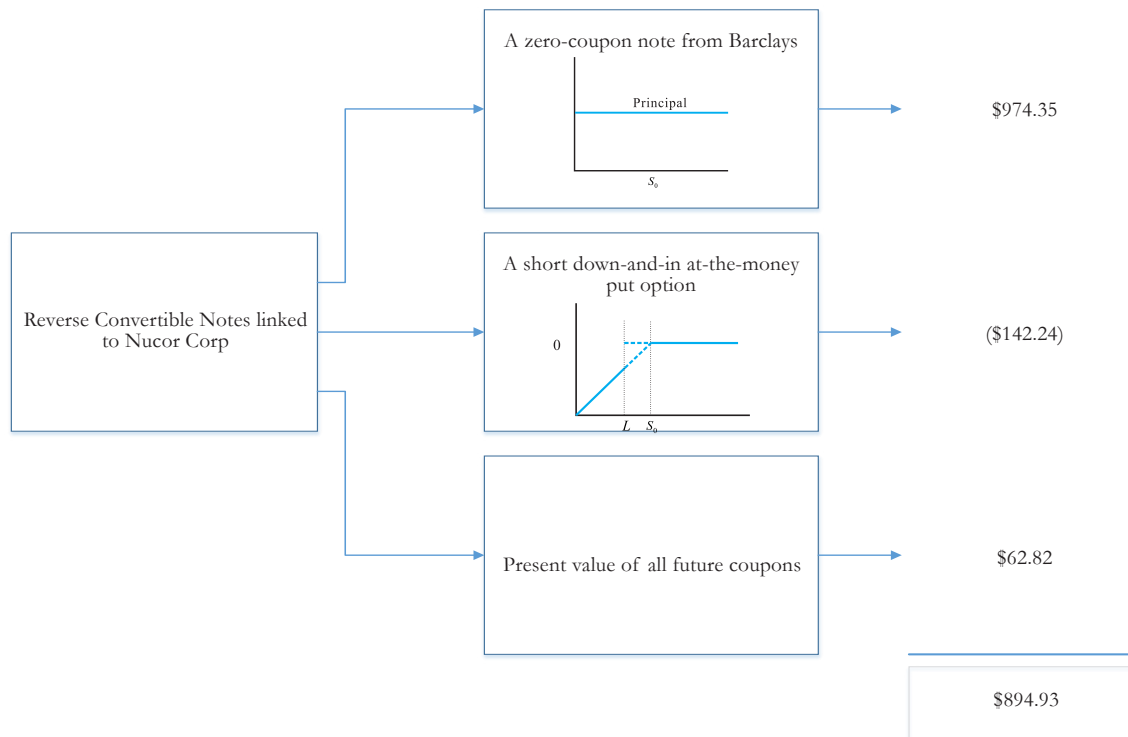 A zero-coupon note from Barclays
Principal
S₀
$974.35
Reverse Convertible Notes linked
to Nucor Corp
A short down-and-in at-the-money
put option
0
L S₀
($142.24)
Present value of all future coupons
$62.82
$894.93